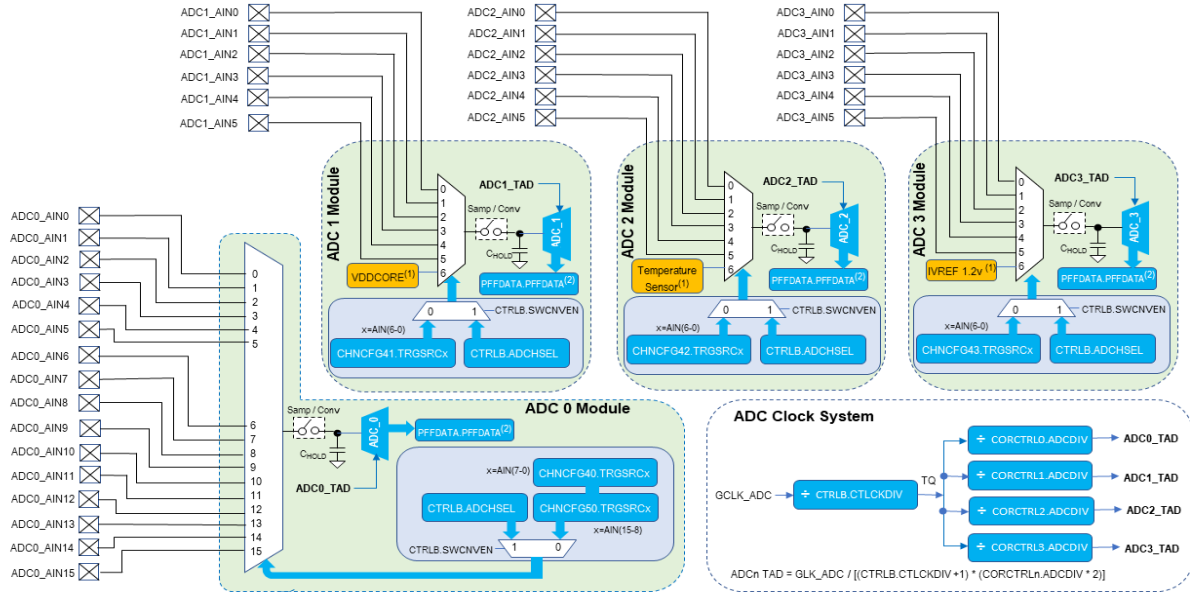 ADC1_AIN0
ADC1_AIN1
ADC1_AIN2
ADC1_AIN3
ADC1_AIN4
ADC1_AIN5
ADC2_AIN0
ADC2_AIN1
ADC2_AIN2
ADC2_AIN3
ADC2_AIN4
ADC2_AIN5
ADC3_AIN0
ADC3_AIN1
ADC3_AIN2
ADC3_AIN3
ADC3_AIN4
ADC3_AIN5
ADC 1 Module
0
1
2
3
4
5
6
ADC1_TAD
Samp / Conv
CHOLD
ADC_1
VDDCORE(1)
PFFDATA.PFFDATA(2)
0 1
CTRLB.SWCNVEN
x=AIN(6-0)
CHNCFG41.TRGSRCx
CTRLB.ADCHSEL
ADC 2 Module
0
1
2
3
4
5
6
ADC2_TAD
Samp / Conv
CHOLD
ADC_2
Temperature
Sensor(1)
PFFDATA.PFFDATA(2)
0 1
CTRLB.SWCNVEN
x=AIN(6-0)
CHNCFG42.TRGSRCx
CTRLB.ADCHSEL
ADC 3 Module
0
1
2
3
4
5
6
ADC3_TAD
Samp / Conv
CHOLD
ADC_3
IVREF 1.2v (1)
PFFDATA.PFFDATA(2)
0 1
CTRLB.SWCNVEN
x=AIN(6-0)
CHNCFG43.TRGSRCx
CTRLB.ADCHSEL
ADC0_AIN0
ADC0_AIN1
ADC0_AIN2
ADC0_AIN3
ADC0_AIN4
ADC0_AIN5
ADC0_AIN6
ADC0_AIN7
ADC0_AIN8
ADC0_AIN9
ADC0_AIN10
ADC0_AIN11
ADC0_AIN12
ADC0_AIN13
ADC0_AIN14
ADC0_AIN15
0
1
2
3
4
5
6
7
8
9
10
11
12
13
14
15
ADC 0 Module
Samp / Conv
CHOLD
ADC_0
ADC0_TAD
PFFDATA.PFFDATA(2)
x=AIN(7-0)
CHNCFG40.TRGSRCx
CTRLB.ADCHSEL
CHNCFG50.TRGSRCx
x=AIN(15-8)
CTRLB.SWCNVEN
1 0
ADC Clock System
GCLK_ADC
÷ CTRLB.CTLCKDIV
TQ
÷ CORCTRL0.ADCDIV
ADC0_TAD
÷ CORCTRL1.ADCDIV
ADC1_TAD
÷ CORCTRL2.ADCDIV
ADC2_TAD
÷ CORCTRL3.ADCDIV
ADC3_TAD
ADCn TAD = GLK_ADC / [(CTRLB.CTLCKDIV +1) * (CORCTRLn.ADCDIV * 2)]